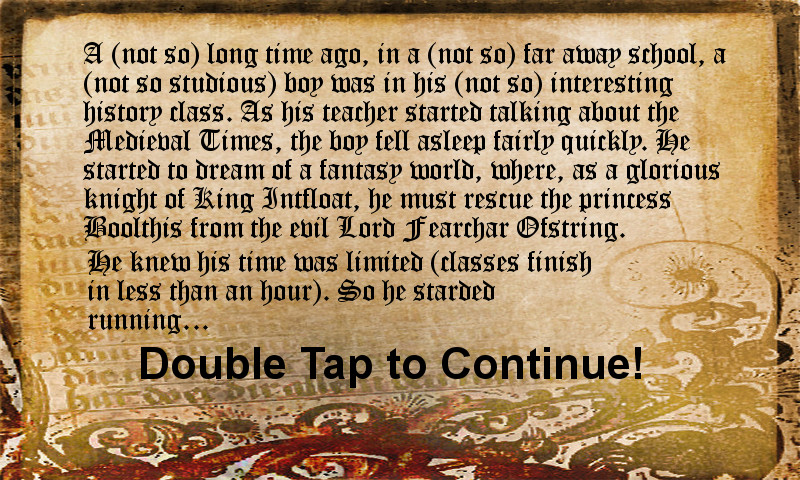 A (not so) long time ago, in a (not so) far away school, a
(not so studious) boy was in his (not so) interesting
history class. As his teacher started talking about the
Medieval Times, the boy fell asleep fairly quickly. He
started to dream of a fantasy world, where, as a glorious
knight of King Intfloat, he must rescue the princess
Boolthis from the evil Lord Fearchar Ofstring.
He knew his time was limited (classes finish
in less than an hour). So he starded
running...
Double Tap to Continue!